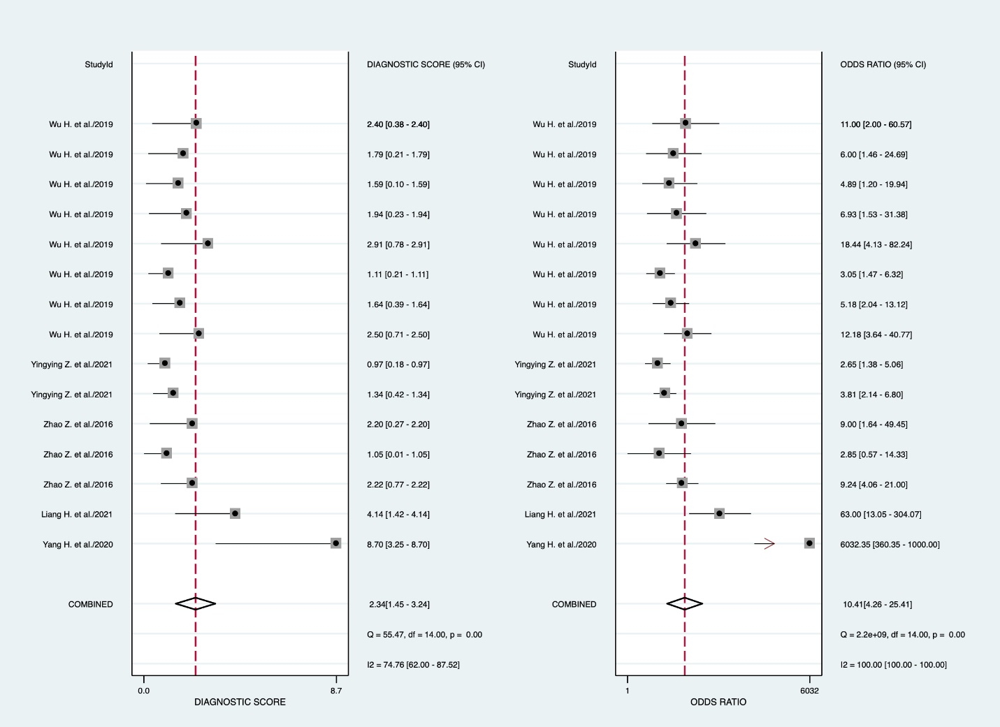 StudyId DIAGNOSTIC SCORE (95% CI) StudyId ODDS RATIO (95% CI)
Wu H. et al./2019 2.40 [0.38 - 2.40] Wu H. et al./2019 11.00 [2.00 - 60.57]
Wu H. et al./2019 1.79 [0.21 - 1.79] Wu H. et al./2019 6.00 [1.46 - 24.69]
Wu H. et al./2019 1.59 [0.10 - 1.59] Wu H. et al./2019 4.89 [1.20 - 19.94]
Wu H. et al./2019 1.94 [0.23 - 1.94] Wu H. et al./2019 6.93 [1.53 - 31.38]
Wu H. et al./2019 2.91 [0.78 - 2.91] Wu H. et al./2019 18.44 [4.13 - 82.24]
Wu H. et al./2019 1.11 [0.21 - 1.11] Wu H. et al./2019 3.05 [1.47 - 6.32]
Wu H. et al./2019 1.64 [0.39 - 1.64] Wu H. et al./2019 5.18 [2.04 - 13.12]
Wu H. et al./2019 2.50 [0.71 - 2.50] Wu H. et al./2019 12.18 [3.64 - 40.77]
Yingying Z. et al./2021 0.97 [0.18 - 0.97] Yingying Z. et al./2021 2.65 [1.38 - 5.06]
Yingying Z. et al./2021 1.34 [0.42 - 1.34] Yingying Z. et al./2021 3.81 [2.14 - 6.80]
Zhao Z. et al./2016 2.20 [0.27 - 2.20] Zhao Z. et al./2016 9.00 [1.64 - 49.45]
Zhao Z. et al./2016 1.05 [0.01 - 1.05] Zhao Z. et al./2016 2.85 [0.57 - 14.33]
Zhao Z. et al./2016 2.22 [0.77 - 2.22] Zhao Z. et al./2016 9.24 [4.06 - 21.00]
Liang H. et al./2021 4.14 [1.42 - 4.14] Liang H. et al./2021 63.00 [13.05 - 304.07]
Yang H. et al./2020 8.70 [3.25 - 8.70] Yang H. et al./2020 6032.35 [360.35 - 1000.00]
COMBINED 2.34[1.45 - 3.24] COMBINED 10.41[4.26 - 25.41]
Q = 55.47, df = 14.00, p = 0.00 Q = 2.2e+09, df = 14.00, p = 0.00
I2 = 74.76 [62.00 - 87.52] I2 = 100.00 [100.00 - 100.00]
0.0 8.7 1 6032
DIAGNOSTIC SCORE ODDS RATIO